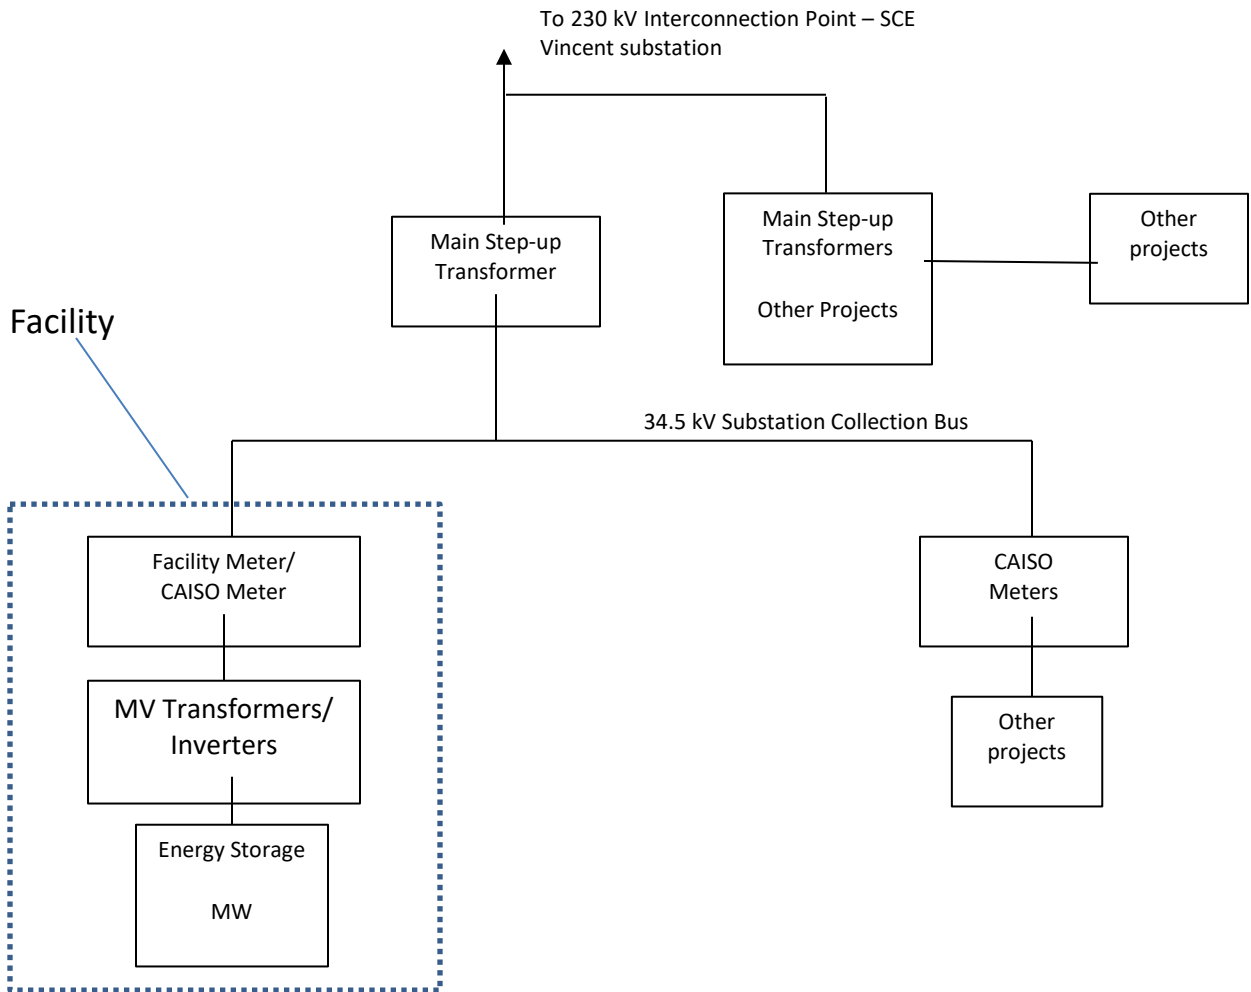 To 230 kV Interconnection Point – SCE
Vincent substation
Main Step-up
Transformer
Main Step-up
Transformers
Other Projects
Other
projects
Facility
34.5 kV Substation Collection Bus
Facility Meter/
CAISO Meter
CAISO
Meters
MV Transformers/
Inverters
Other
projects
Energy Storage
MW